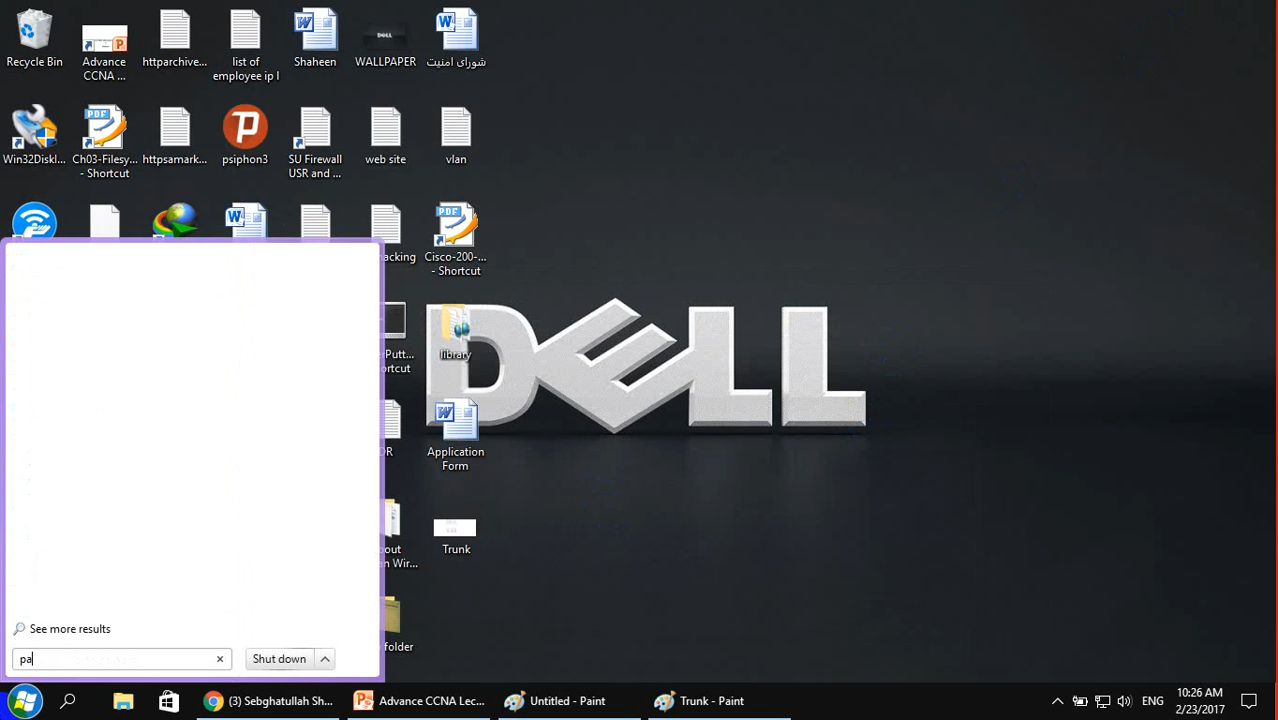 Recycle Bin
Advance
CCNA ...
httparchive...
list of
employee ip l
Shaheen
DELL
WALLPAPER
شورای امنیت
Win32Diskl...
PDF
Ch03-Filesy...
- Shortcut
httpsamark...
psiphon3
SU Firewall
USR and ...
web site
vlan
PDF
Cisco-200-...
- Shortcut
Putt...
library
DELL
Application
Form
Trunk
folder
See more results
pa
Shut down
(3) Sebghatullah Sh...
Advance CCNA Lec...
Untitled - Paint
Trunk - Paint
ENG
10:26 AM
2/23/2017